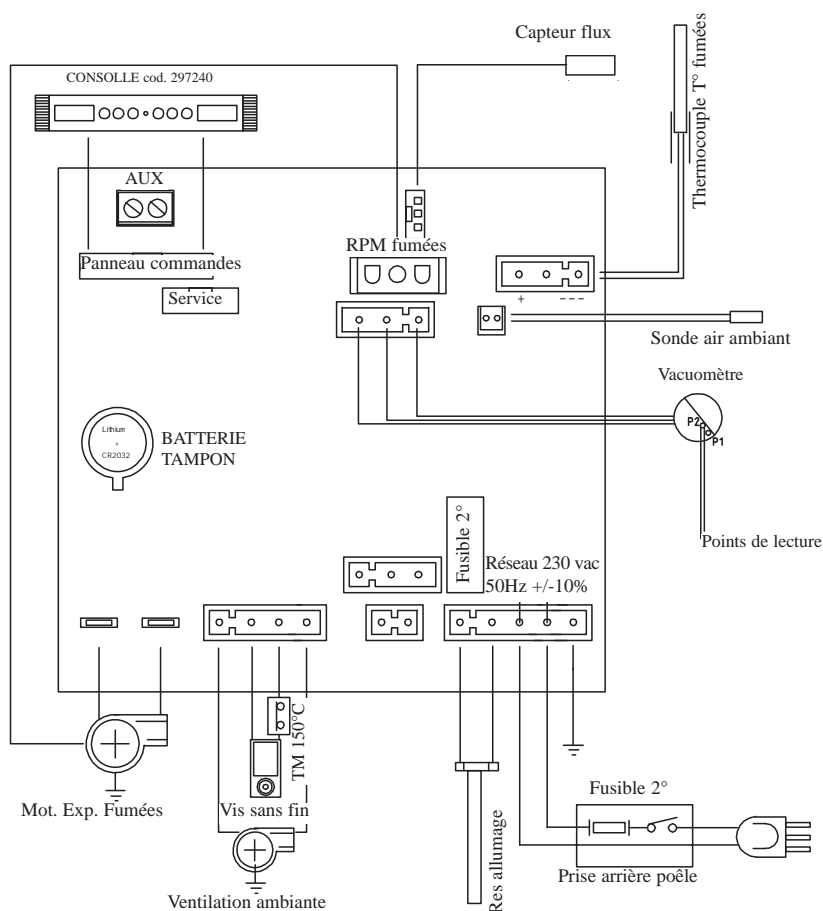 Capteur flux
CONSOLLE cod. 297240
Thermocouple T° fumées
AUX
RPM fumées
Panneau commandes
Service
+
---
Sonde air ambiant
Vacuomètre
P2
P1
Lithium
+
CR2032
BATTERIE
TAMPON
Points de lecture
Fusible 2°
Réseau 230 vac
50Hz +/-10%
TM 150°C
Mot. Exp. Fumées
Vis sans fin
Fusible 2°
Res allumage
Prise arrière poêle
Ventilation ambiante